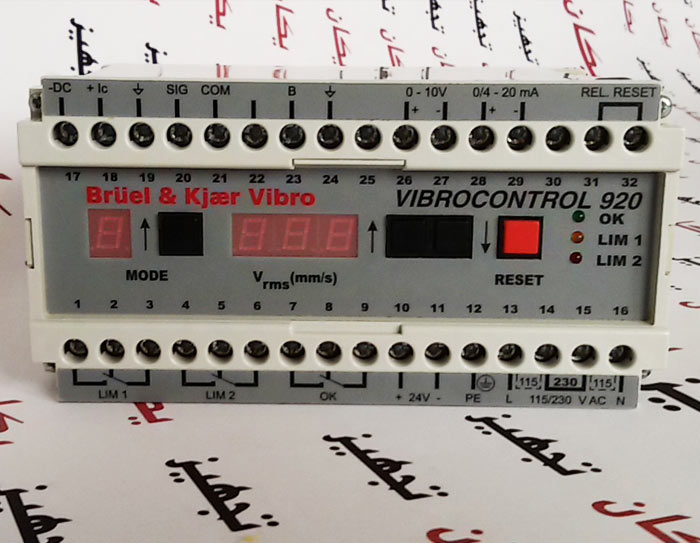 -DC + Ic SIG COM B 0 - 10V 0/4 - 20 mA REL. RESET
+ - + -
17 18 19 20 21 22 23 24 25 26 27 28 29 30 31 32
Brüel & Kjær Vibro VIBROCONTROL 920
OK
LIM 1
LIM 2
MODE Vrms(mm/s) RESET
1 2 3 4 5 6 7 8 9 10 11 12 13 14 15 16
LIM 1 LIM 2 OK + 24V - PE L 115 230 115 N
115/230 V AC
یکان تجهیز